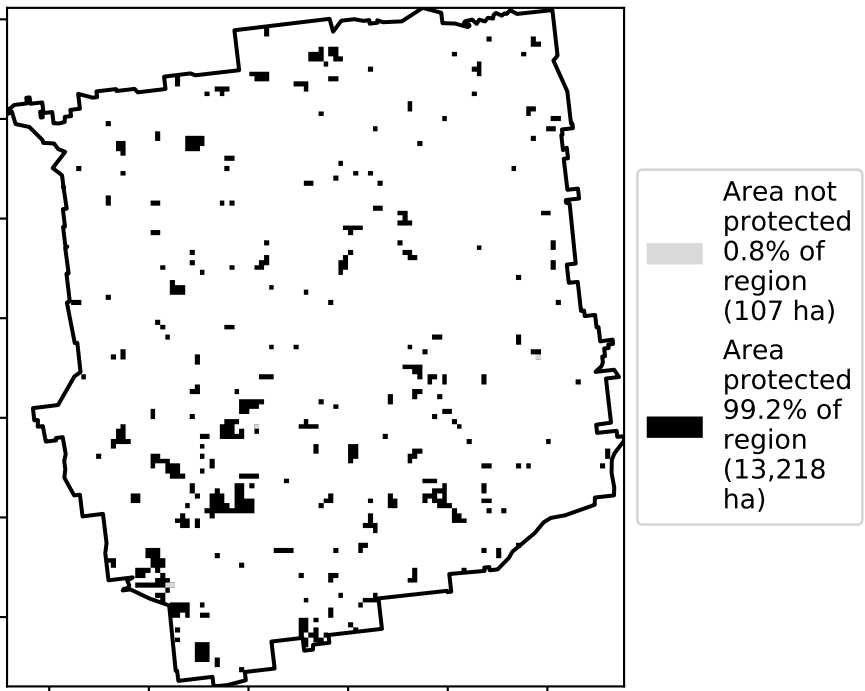 Area not
protected
0.8% of
region
(107 ha)
Area
protected
99.2% of
region
(13,218
ha)